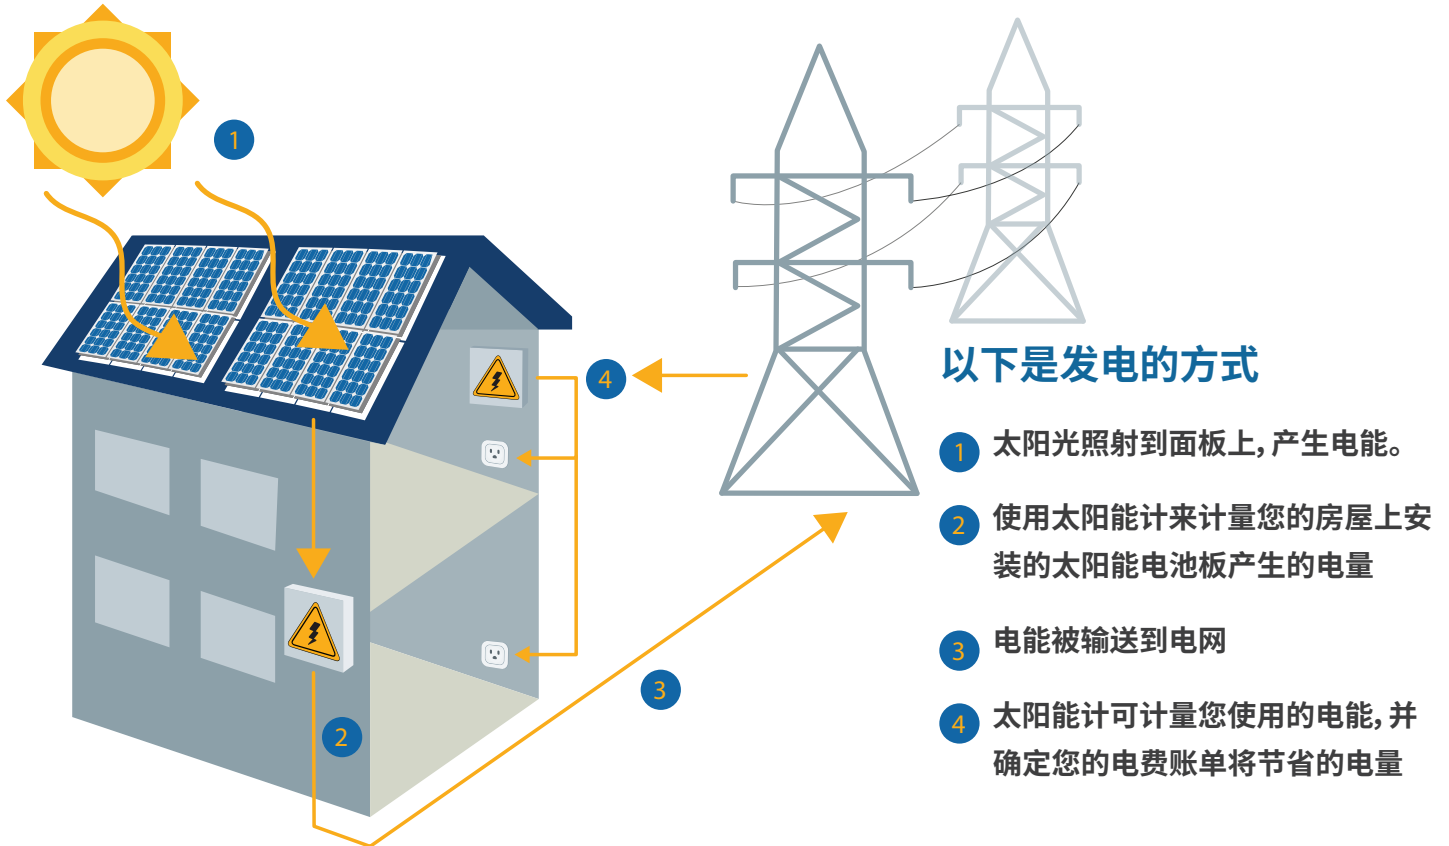 1
4
3
2
以下是发电的方式
1 太阳光照射到面板上，产生电能。
2 使用太阳能计来计量您的房屋上安
装的太阳能电池板产生的电量
3 电能被输送到电网
4 太阳能计可计量您使用的电能，并
确定您的电费账单将节省的电量